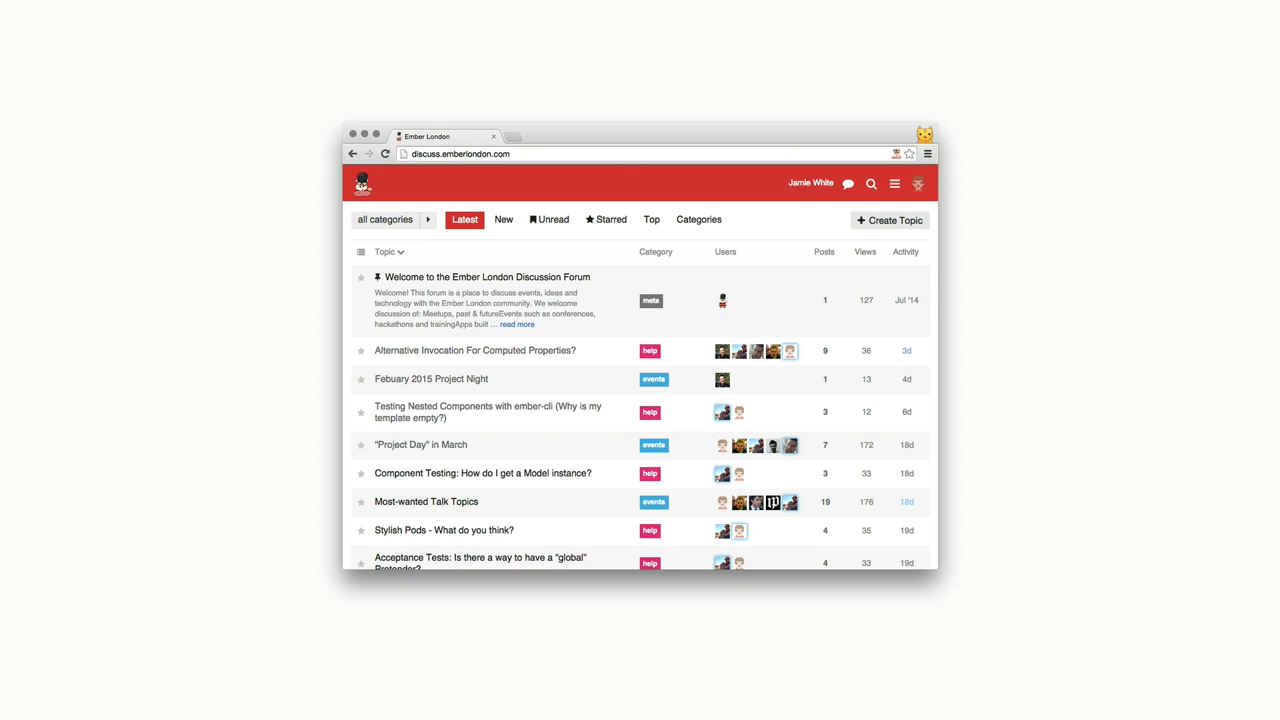 Ember London
discuss.emberlondon.com
Jamie White
all categories
Latest
New
Unread
Starred
Top
Categories
Create Topic
Topic
Category
Users
Posts
Views
Activity
Welcome to the Ember London Discussion Forum
Welcome! This forum is a place to discuss events, ideas and
technology with the Ember London community. We welcome
discussion of: Meetups, past & futureEvents such as conferences,
hackathons and trainingApps built ... read more
meta
1
127
Jul '14
Alternative Invocation For Computed Properties?
help
9
36
3d
Febuary 2015 Project Night
events
1
13
4d
Testing Nested Components with ember-cli (Why is my
template empty?)
help
3
12
6d
“Project Day” in March
events
7
172
18d
Component Testing: How do I get a Model instance?
help
3
33
18d
Most-wanted Talk Topics
events
19
176
18d
Stylish Pods - What do you think?
help
4
35
19d
Acceptance Tests: Is there a way to have a “global”
Pretender?
help
4
33
19d